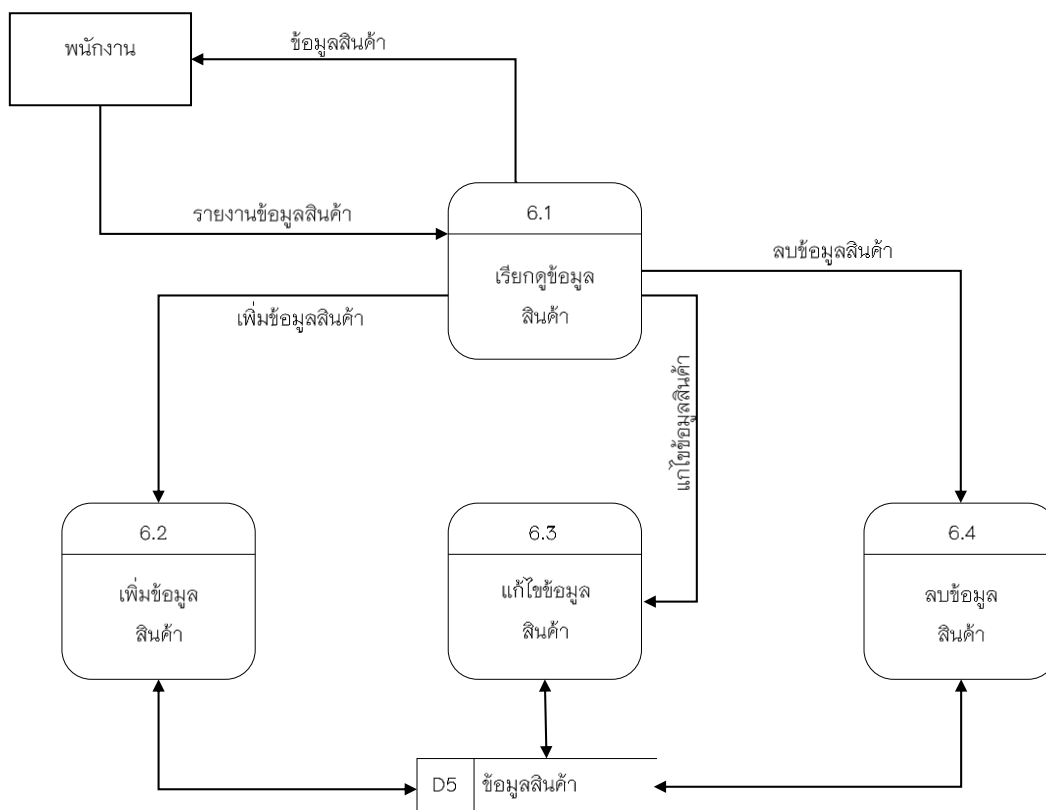 พนักงาน
ข้อมูลสินค้า
รายงานข้อมูลสินค้า
6.1
เรียกดูข้อมูล
สินค้า
ลบข้อมูลสินค้า
เพิ่มข้อมูลสินค้า
แก้ไขข้อมูลสินค้า
6.2
เพิ่มข้อมูล
สินค้า
6.3
แก้ไขข้อมูล
สินค้า
6.4
ลบข้อมูล
สินค้า
D5 ข้อมูลสินค้า